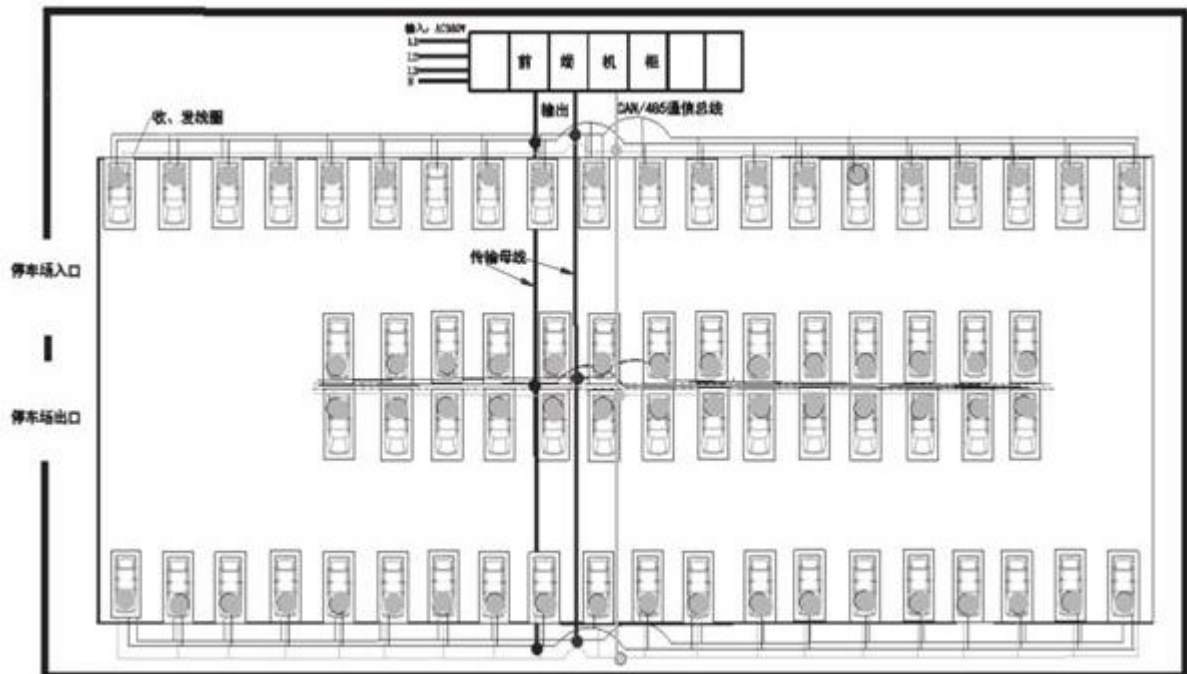 输入：AC380V
L1
L2
L3
N
前端机柜
输出
CAN/485通信总线
收、发线圈
传输母线
停车场入口
停车场出口